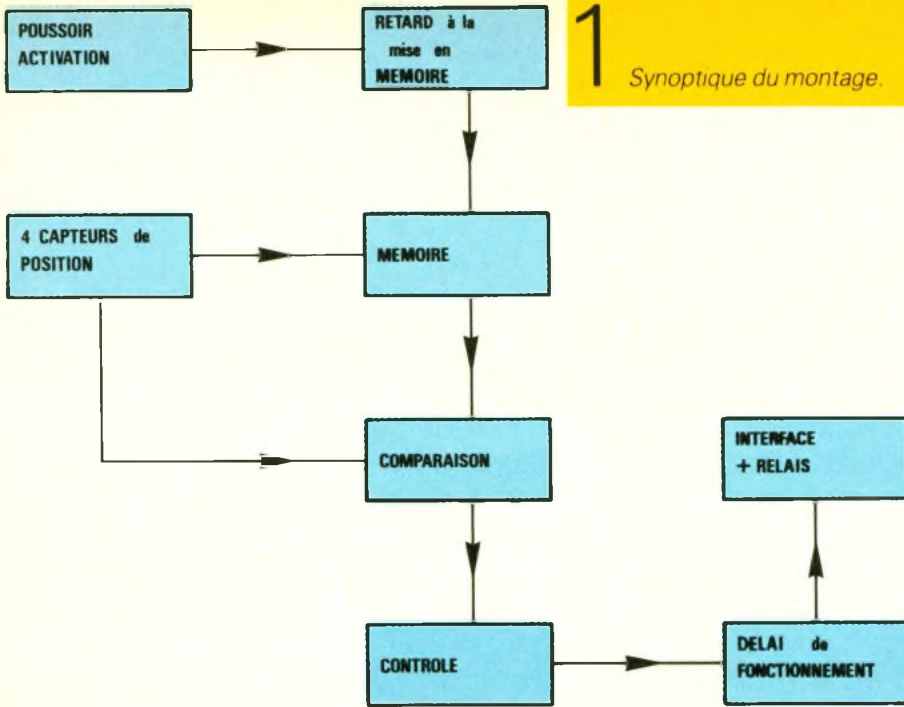 POUSSOIR
ACTIVATION
RETARD à la
mise en
MEMOIRE
1
Synoptique du montage.
4 CAPTEURS de
POSITION
MEMOIRE
COMPARAISON
INTERFACE
+ RELAIS
CONTROLE
DELAI de
FONCTIONNEMENT